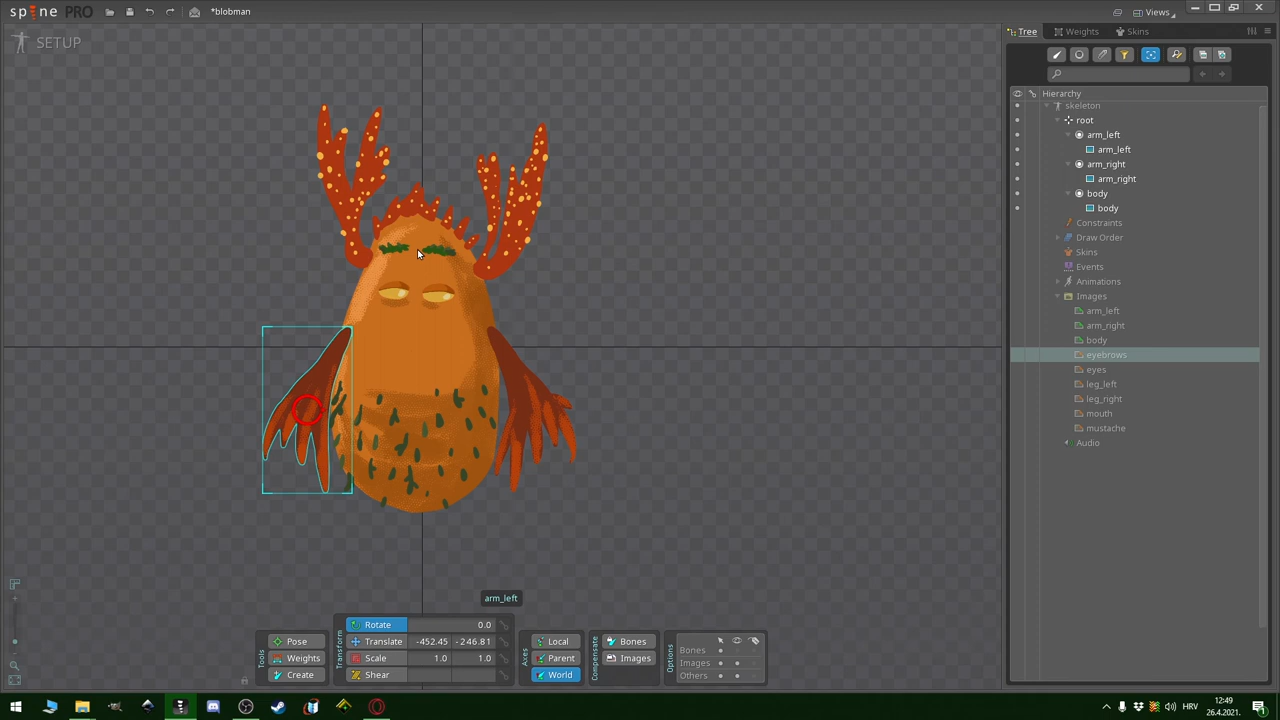 spine PRO
*blobman
Views
SETUP
Tree
Weights
Skins
Hierarchy
skeleton
root
arm_left
arm_left
arm_right
arm_right
body
body
Constraints
Draw Order
Skins
Events
Animations
Images
arm_left
arm_right
body
eyebrows
eyes
leg_left
leg_right
mouth
mustache
Audio
arm_left
Tools
Pose
Weights
Create
Transform
Rotate 0.0
Translate -452.45 -246.81
Scale 1.0 1.0
Shear
Axes
Local
Parent
World
Compensate
Bones
Images
Options
Bones
Images
Others
HRV
12:49
26.4.2021.
1